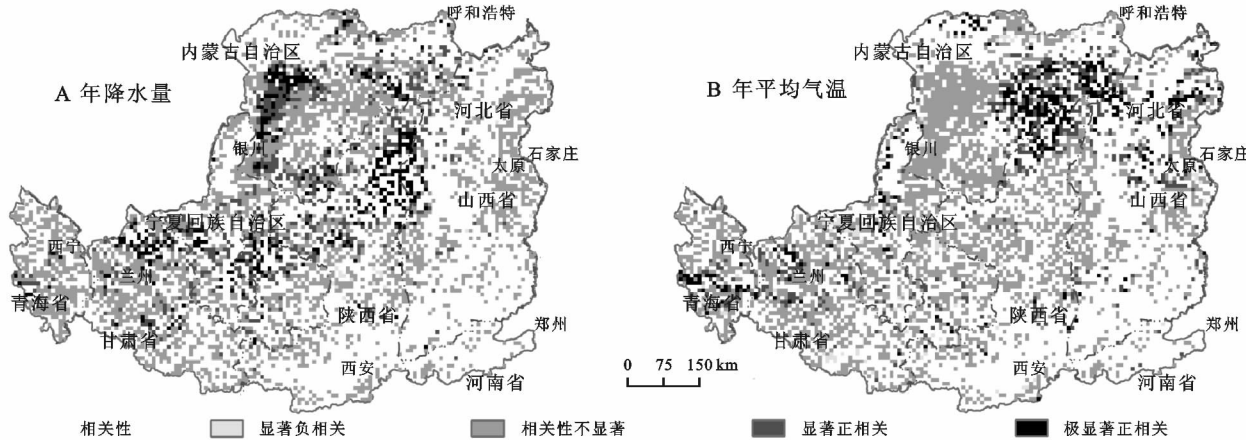 呼和浩特
内蒙古自治区
A 年降水量
河北省
银川
石家庄
太原
山西省
宁夏回族自治区
西宁
兰州
青海省
陕西省
甘肃省
郑州
西安
河南省
呼和浩特
内蒙古自治区
B 年平均气温
河北省
银川
石家庄
太原
山西省
宁夏回族自治区
西宁
兰州
青海省
陕西省
甘肃省
郑州
西安
河南省
0 75 150 km
相关性 显著负相关 相关性不显著 显著正相关 极显著正相关